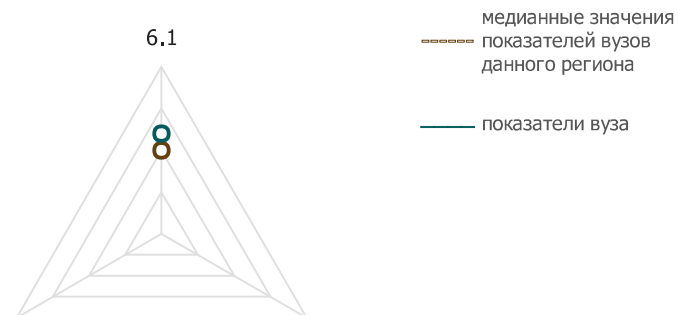 6.1
медианные значения
показателей вузов
данного региона
показатели вуза